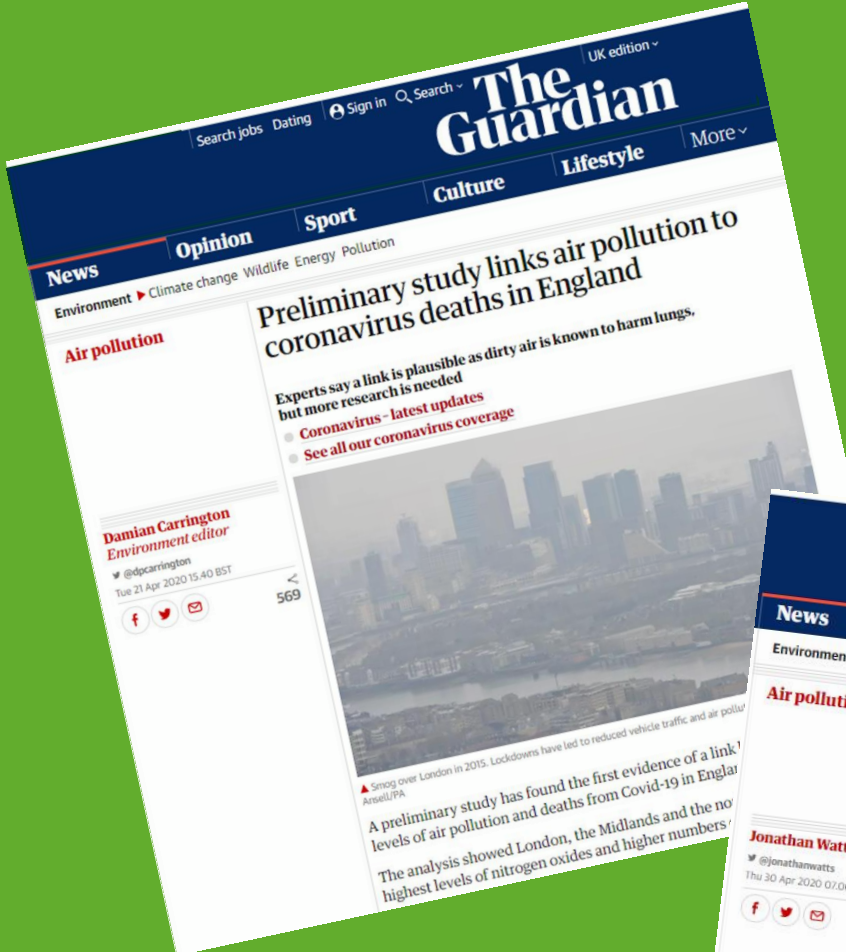 UK edition
Search jobs Dating Sign in Search
The
Guardian
News Opinion Sport Culture Lifestyle More
Environment Climate change Wildlife Energy Pollution
Air pollution
Preliminary study links air pollution to
coronavirus deaths in England
Experts say a link is plausible as dirty air is known to harm lungs,
but more research is needed
Coronavirus – latest updates
See all our coronavirus coverage
Damian Carrington
Environment editor
@dpcarrington
Tue 21 Apr 2020 15.40 BST
569
Smog over London in 2015. Lockdowns have led to reduced vehicle traffic and air
Ansell/PA
A preliminary study has found the first evidence of a link
levels of air pollution and deaths from Covid-19 in
The analysis showed London, the Midlands and the
highest levels of nitrogen oxides and higher numbers
News
Jonathan
@jonathanwatts
Thu 30 Apr 2020